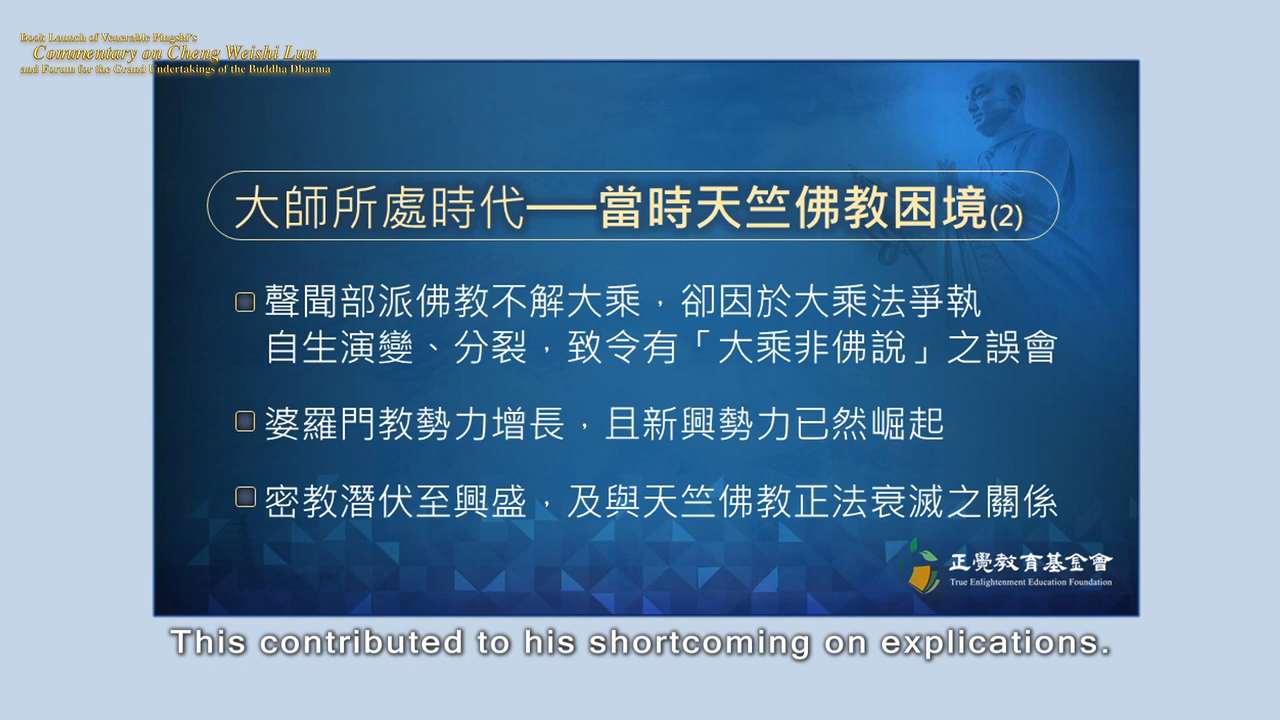 Book Launch of Venerable Pingshi's
Commentary on Cheng Weishi Lun
and Forum for the Grand Undertakings of the Buddha Dharma
大師所處時代——當時天竺佛教困境(2)
聲聞部派佛教不解大乘，卻因於大乘法爭執
自生演變、分裂，致令有「大乘非佛說」之誤會
婆羅門教勢力增長，且新興勢力已然崛起
密教潛伏至興盛，及與天竺佛教正法衰滅之關係
正覺教育基金會
True Enlightenment Education Foundation
This contributed to his shortcoming on explications.